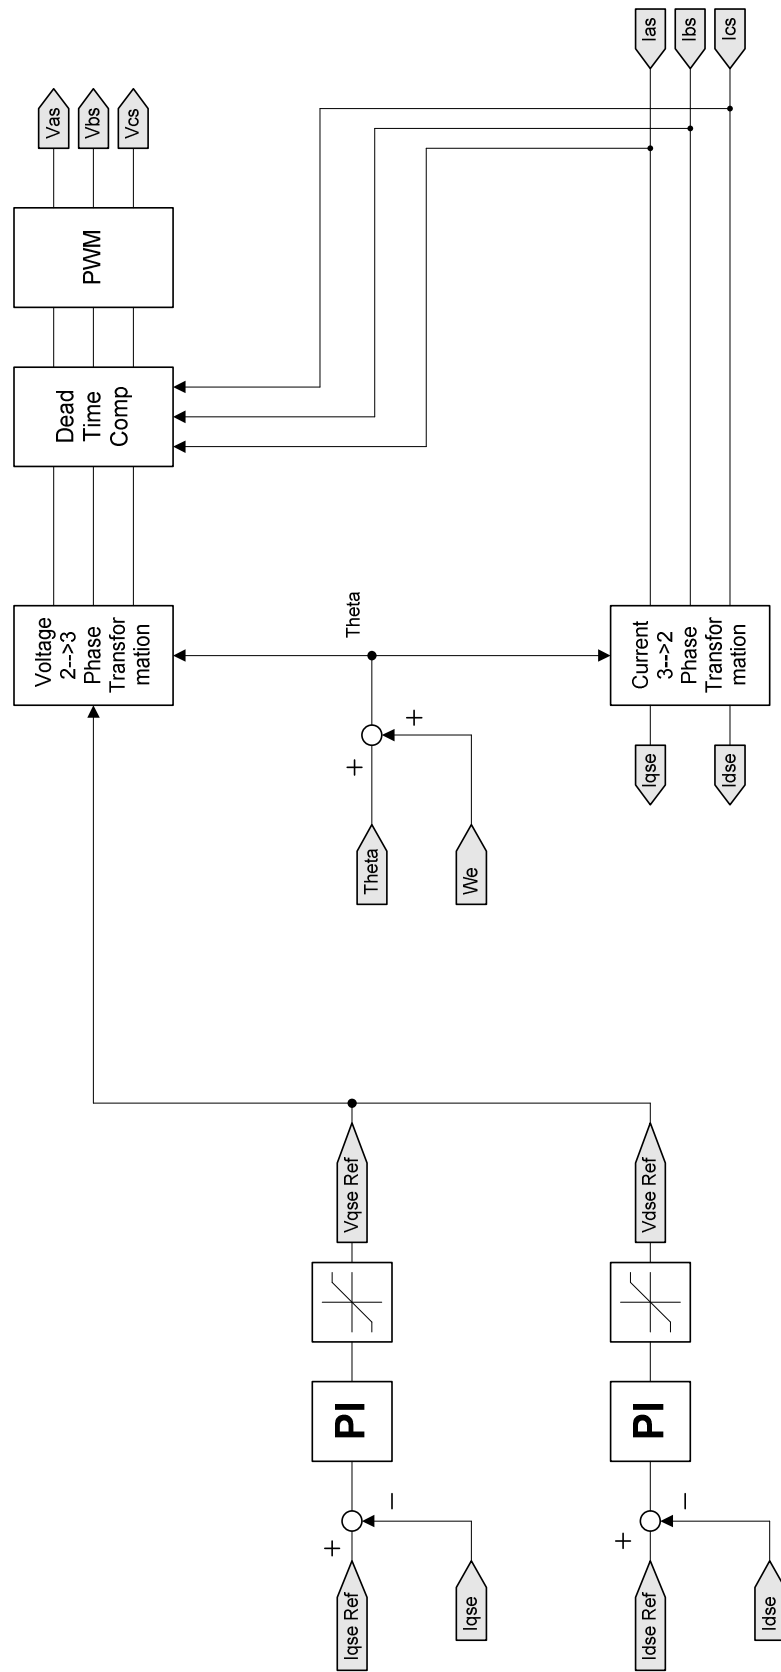 Iqse Ref
+
−
Iqse
PI
Vqse Ref
Idse Ref
+
−
Idse
PI
Vdse Ref
Theta
+
+
We
Theta
Voltage
2-->3
Phase
Transfor
mation
Dead
Time
Comp
PWM
Vas
Vbs
Vcs
Iqse
Idse
Current
3-->2
Phase
Transfor
mation
Ias
Ibs
Ics